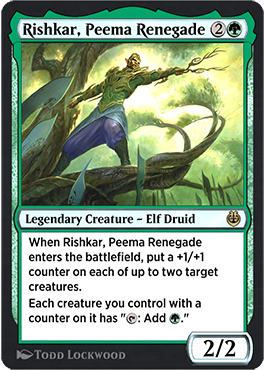 Rishkar, Peema Renegade 2
Legendary Creature – Elf Druid
When Rishkar, Peema Renegade
enters the battlefield, put a +1/+1
counter on each of up to two target
creatures.
Each creature you control with a
counter on it has ": Add ."
2/2
Todd Lockwood